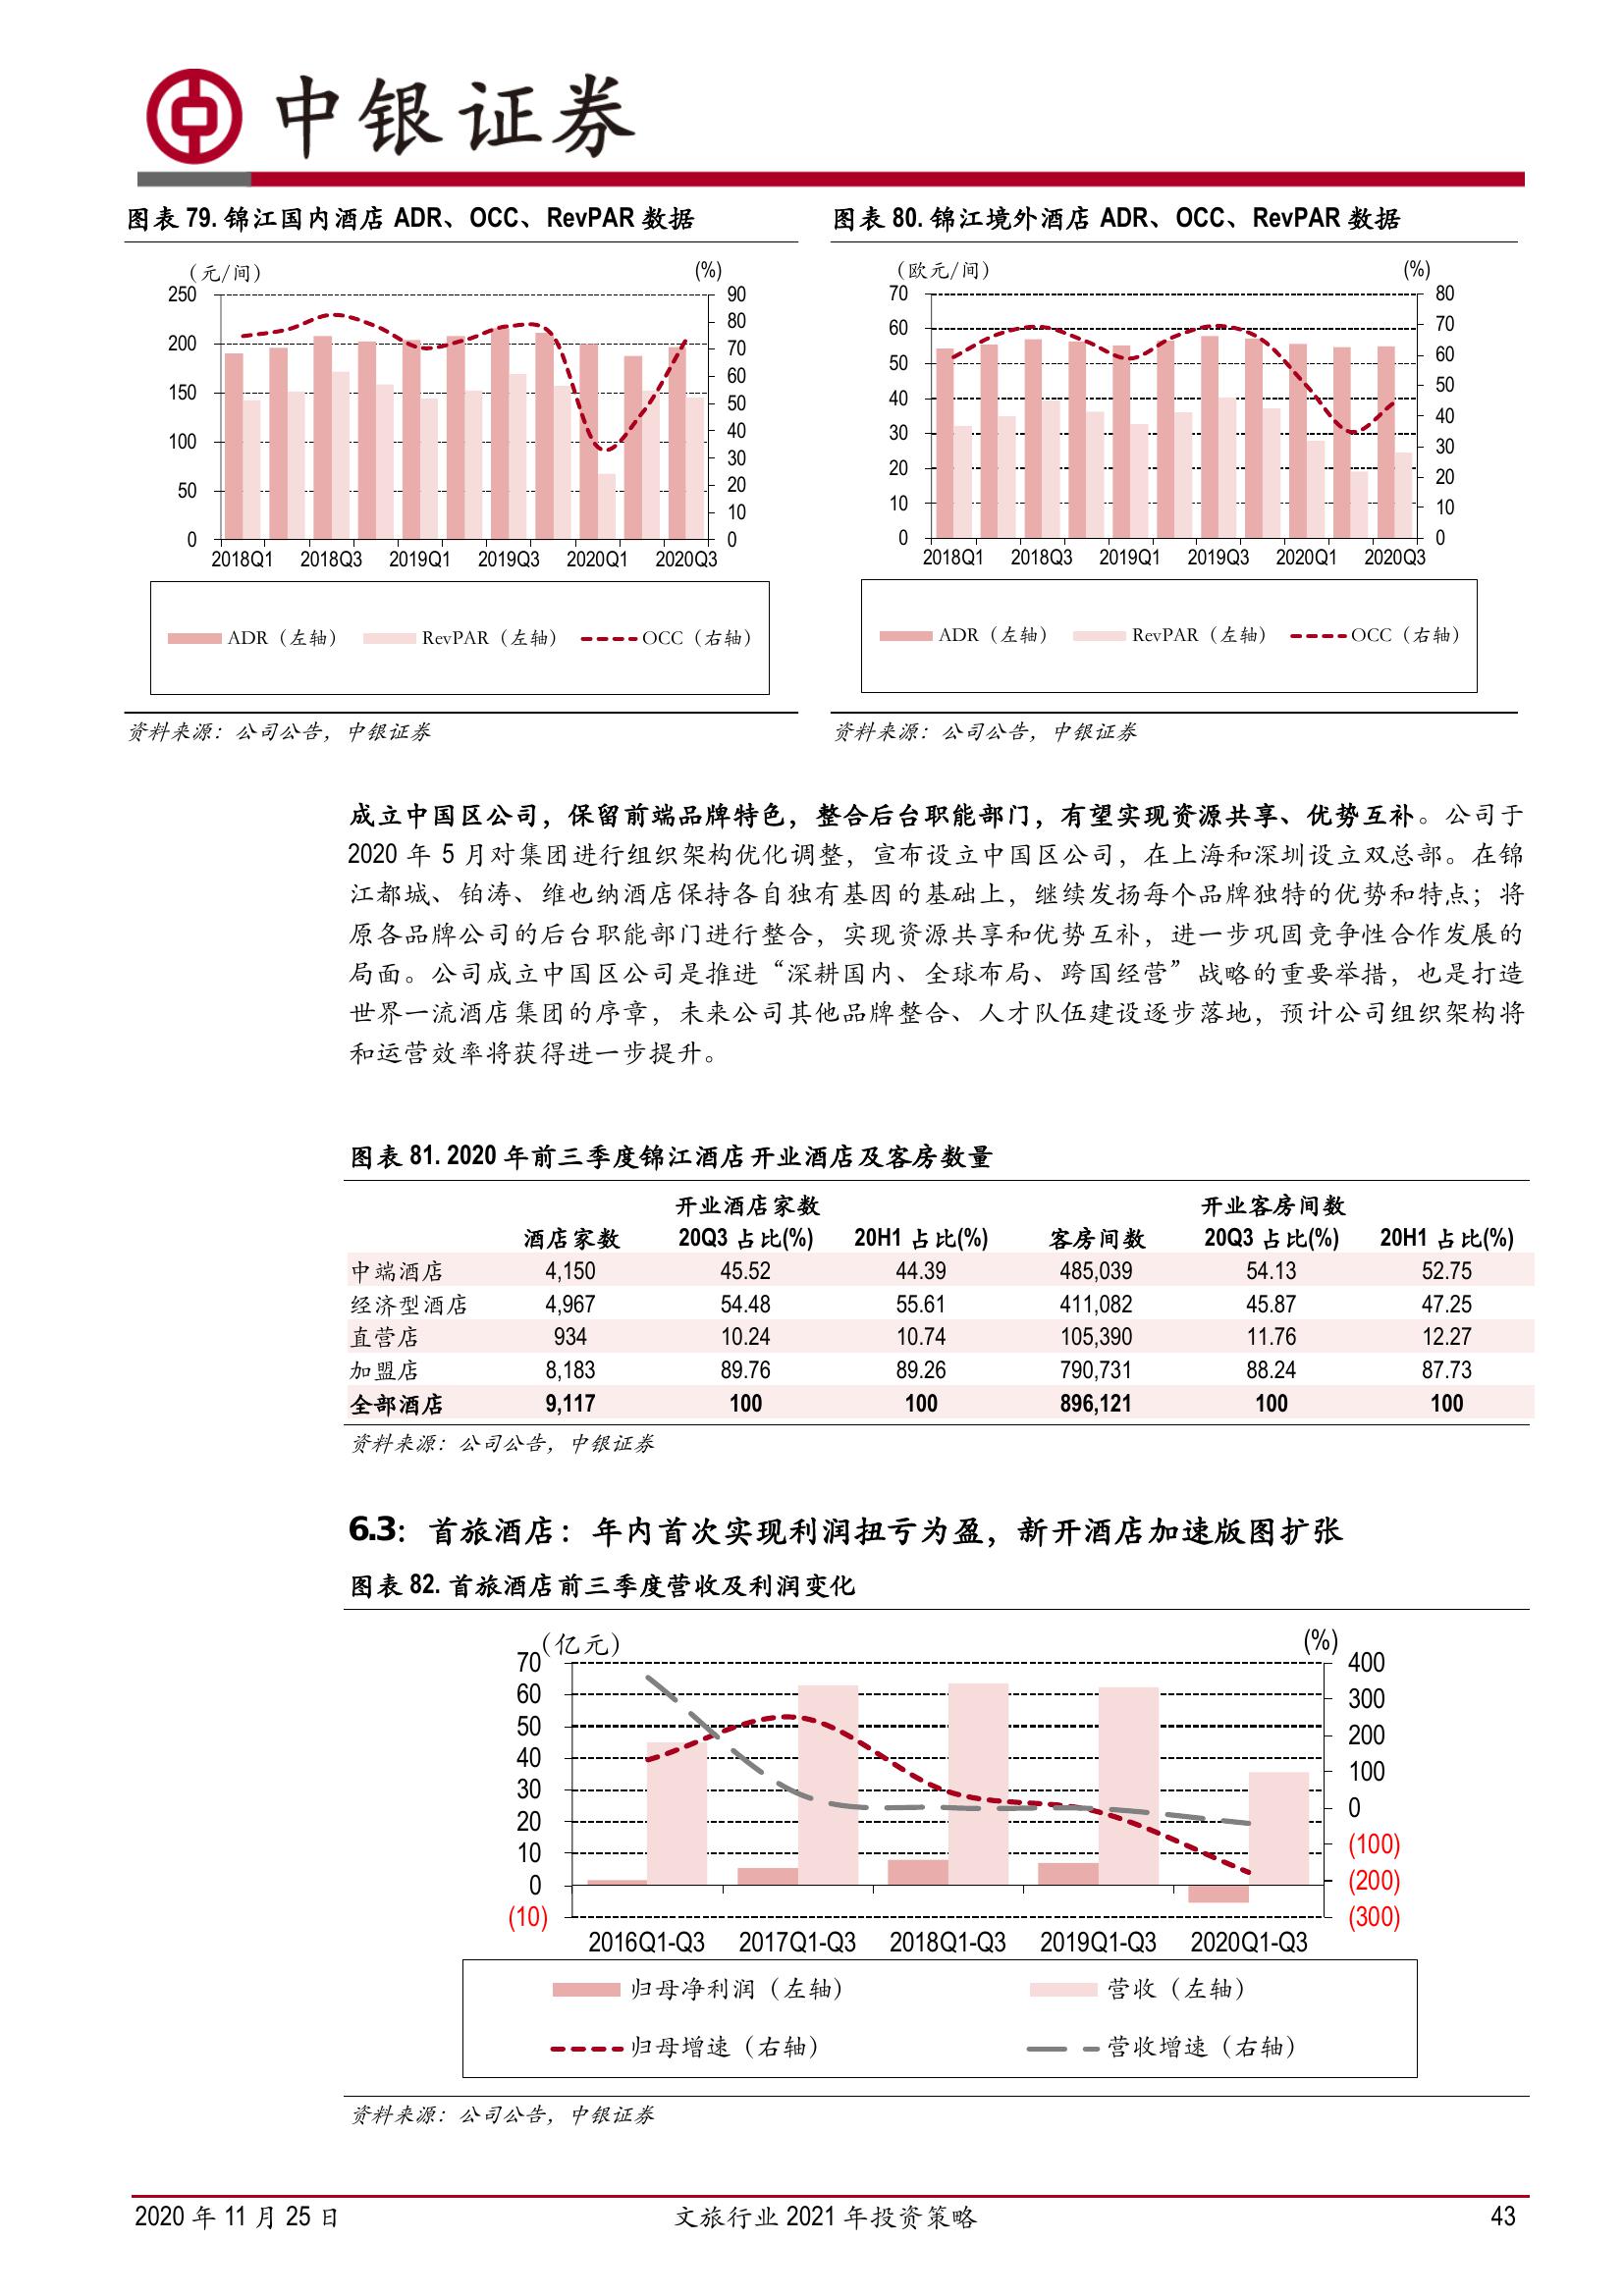 中银证券
图表 79. 锦江国内酒店 ADR、OCC、RevPAR 数据
（元/间）
(%)
250
200
150
100
50
0
90
80
70
60
50
40
30
20
10
0
2018Q1 2018Q3 2019Q1 2019Q3 2020Q1 2020Q3
ADR（左轴） RevPAR（左轴） OCC（右轴）
资料来源：公司公告，中银证券
图表 80. 锦江境外酒店 ADR、OCC、RevPAR 数据
（欧元/间）
(%)
70
60
50
40
30
20
10
0
80
70
60
50
40
30
20
10
0
2018Q1 2018Q3 2019Q1 2019Q3 2020Q1 2020Q3
ADR（左轴） RevPAR（左轴） OCC（右轴）
资料来源：公司公告，中银证券
成立中国区公司，保留前端品牌特色，整合后台职能部门，有望实现资源共享、优势互补。公司于
2020 年 5 月对集团进行组织架构优化调整，宣布设立中国区公司，在上海和深圳设立双总部。在锦
江都城、铂涛、维也纳酒店保持各自独有基因的基础上，继续发扬每个品牌独特的优势和特点；将
原各品牌公司的后台职能部门进行整合，实现资源共享和优势互补，进一步巩固竞争性合作发展的
局面。公司成立中国区公司是推进“深耕国内、全球布局、跨国经营”战略的重要举措，也是打造
世界一流酒店集团的序章，未来公司其他品牌整合、人才队伍建设逐步落地，预计公司组织架构将
和运营效率将获得进一步提升。
图表 81. 2020 年前三季度锦江酒店开业酒店及客房数量
开业酒店家数 开业客房间数
酒店家数 20Q3 占比(%) 20H1 占比(%) 客房间数 20Q3 占比(%) 20H1 占比(%)
中端酒店 4,150 45.52 44.39 485,039 54.13 52.75
经济型酒店 4,967 54.48 55.61 411,082 45.87 47.25
直营店 934 10.24 10.74 105,390 11.76 12.27
加盟店 8,183 89.76 89.26 790,731 88.24 87.73
全部酒店 9,117 100 100 896,121 100 100
资料来源：公司公告，中银证券
6.3：首旅酒店：年内首次实现利润扭亏为盈，新开酒店加速版图扩张
图表 82. 首旅酒店前三季度营收及利润变化
（亿元）
(%)
70
60
50
40
30
20
10
0
(10)
400
300
200
100
0
(100)
(200)
(300)
2016Q1-Q3 2017Q1-Q3 2018Q1-Q3 2019Q1-Q3 2020Q1-Q3
归母净利润（左轴） 营收（左轴）
归母增速（右轴） 营收增速（右轴）
资料来源：公司公告，中银证券
2020 年 11 月 25 日 文旅行业 2021 年投资策略 43